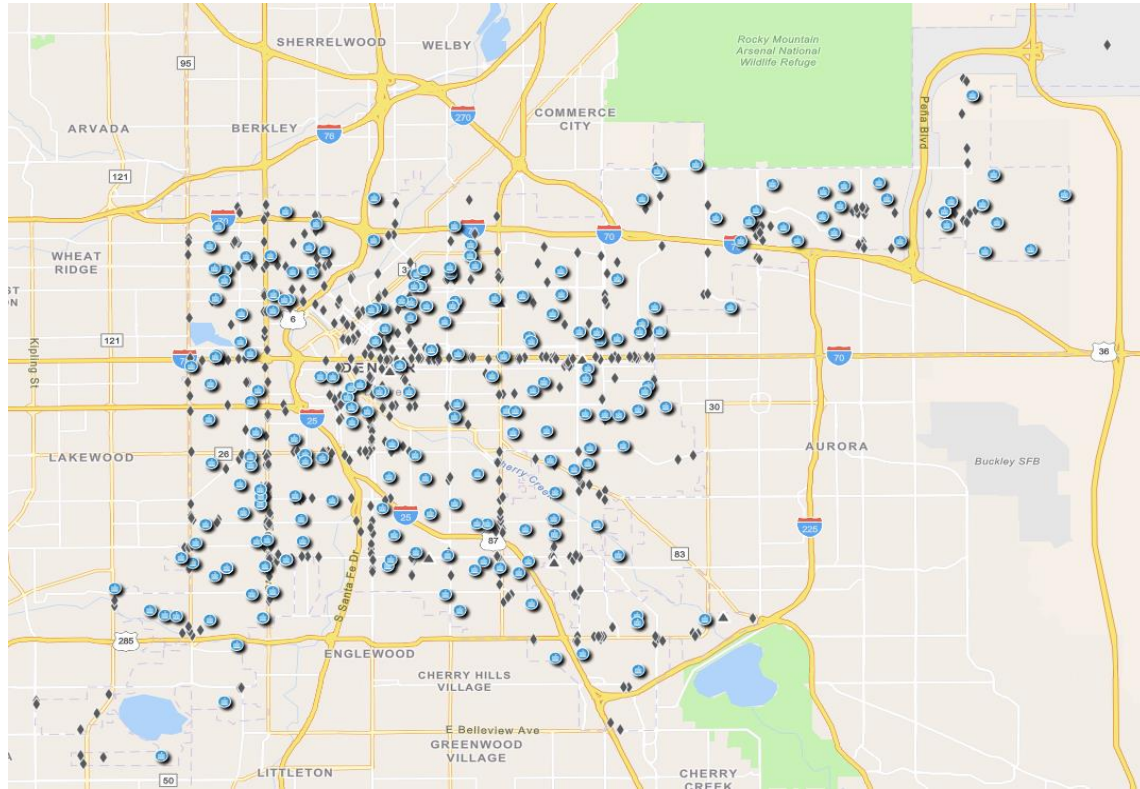 SHERRELWOOD
WELBY
Rocky Mountain
Arsenal National
Wildlife Refuge
95
270
COMMERCE
CITY
ARVADA
BERKLEY
76
Peña Blvd
121
70
70
WHEAT
RIDGE
6
Kipling St
121
36
70
30
25
LAKEWOOD
26
AURORA
Buckley SFB
Cherry Creek
25
87
225
83
S Santa Fe Dr
285
ENGLEWOOD
CHERRY HILLS
VILLAGE
E Belleview Ave
GREENWOOD
VILLAGE
LITTLETON
50
CHERRY
CREEK